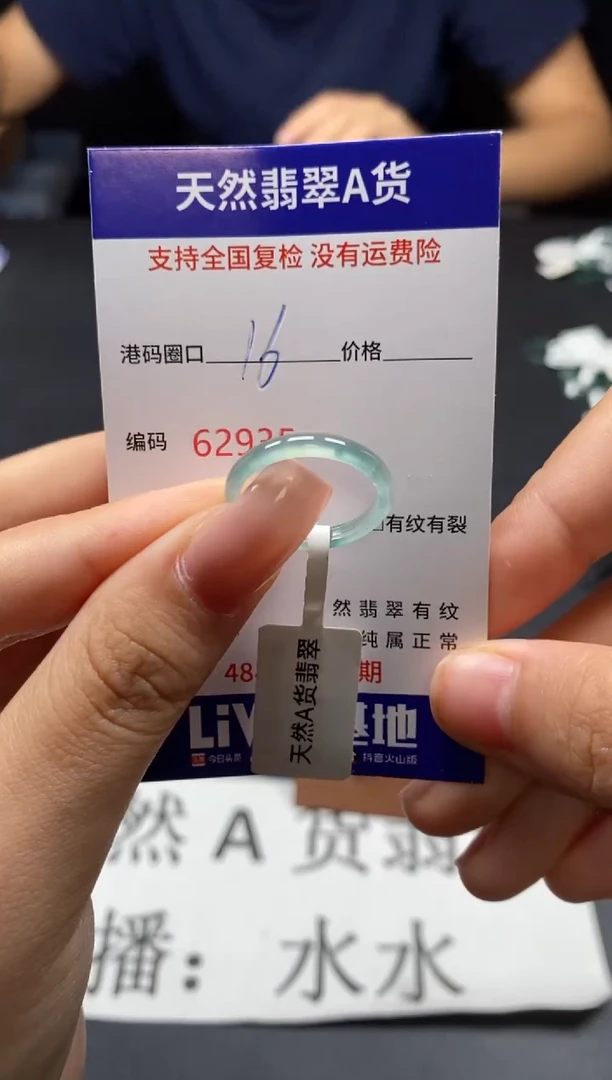 天然翡翠A货
支持全国复检 没有运费险
港码圈口 16 价格
编码 62935
有纹有裂
然翡翠有纹
纯属正常
48 期
LiV 基地
今日头条 抖音火山版
天然A货翡翠
然 A 货翡
播：水水